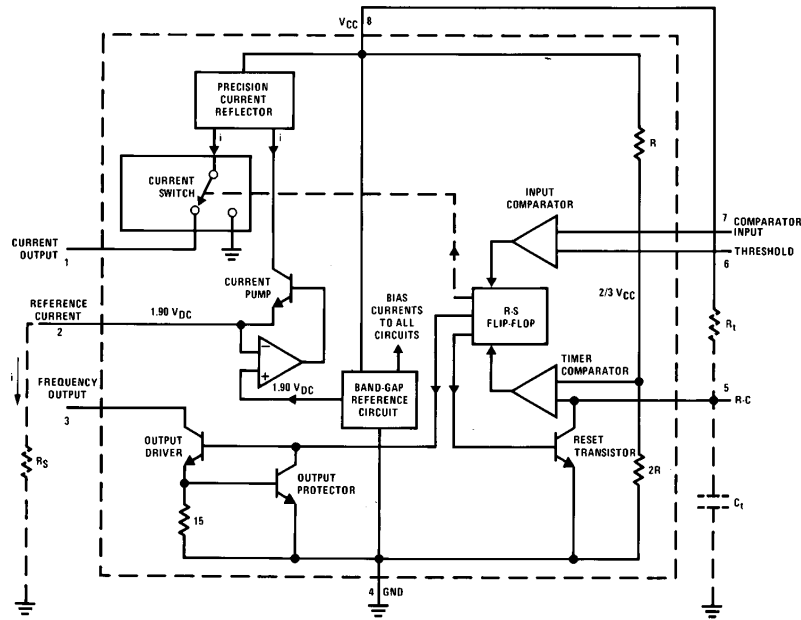 VCC 8
PRECISION
CURRENT
REFLECTOR
i
i
R
CURRENT
SWITCH
INPUT
COMPARATOR
7 COMPARATOR
INPUT
THRESHOLD
6
CURRENT
OUTPUT
1
2/3 VCC
CURRENT
PUMP
BIAS
CURRENTS
TO ALL
CIRCUITS
R-S
FLIP-FLOP
REFERENCE
CURRENT
2
1.90 VDC
Rt
i
−
+
1.90 VDC
BAND-GAP
REFERENCE
CIRCUIT
TIMER
COMPARATOR
5
R-C
FREQUENCY
OUTPUT
3
OUTPUT
DRIVER
RESET
TRANSISTOR
2R
RS
OUTPUT
PROTECTOR
Ct
15
4 GND